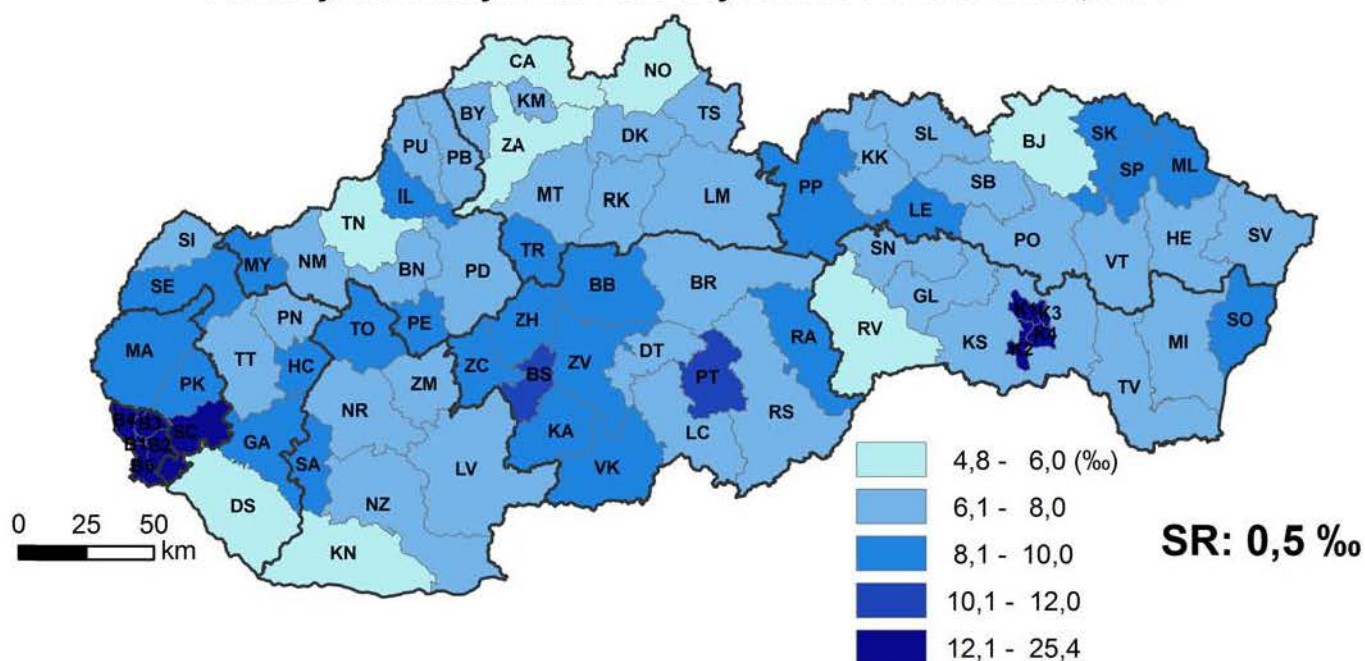 CA
NO
KM
BY
TS
DK
ZA
PU
PB
BJ
SK
SL
KK
SP
ML
SB
PP
IL
MT
RK
LM
LE
TN
PO
HE
SV
SI
MY
NM
BN
PD
TR
SN
VT
SE
BB
BR
GL
PN
TO
PE
ZH
RA
RV
KS
K3
K4
K2
MI
SO
MA
TT
HC
DT
PK
ZM
ZC
BS
ZV
PT
TV
NR
RS
SC
GA
SA
KA
LC
LV
VK
DS
NZ
KN
0 25 50
km
4,8 - 6,0 (‰)
6,1 - 8,0
8,1 - 10,0
10,1 - 12,0
12,1 - 25,4
SR: 0,5 ‰